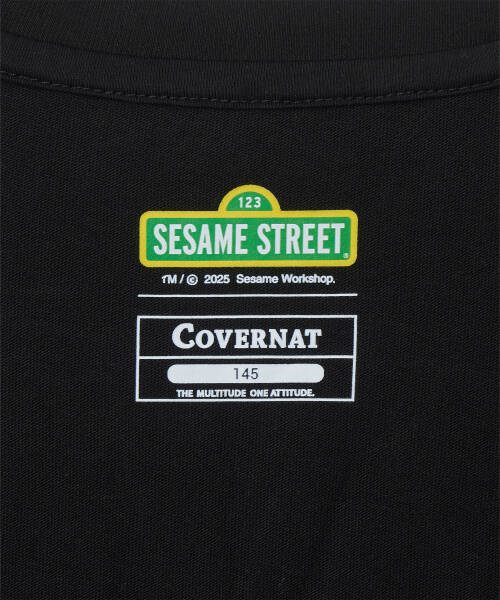 123
SESAME STREET®
TM/© 2025 Sesame Workshop.
COVERNAT
145
THE MULTITUDE ONE ATTITUDE.